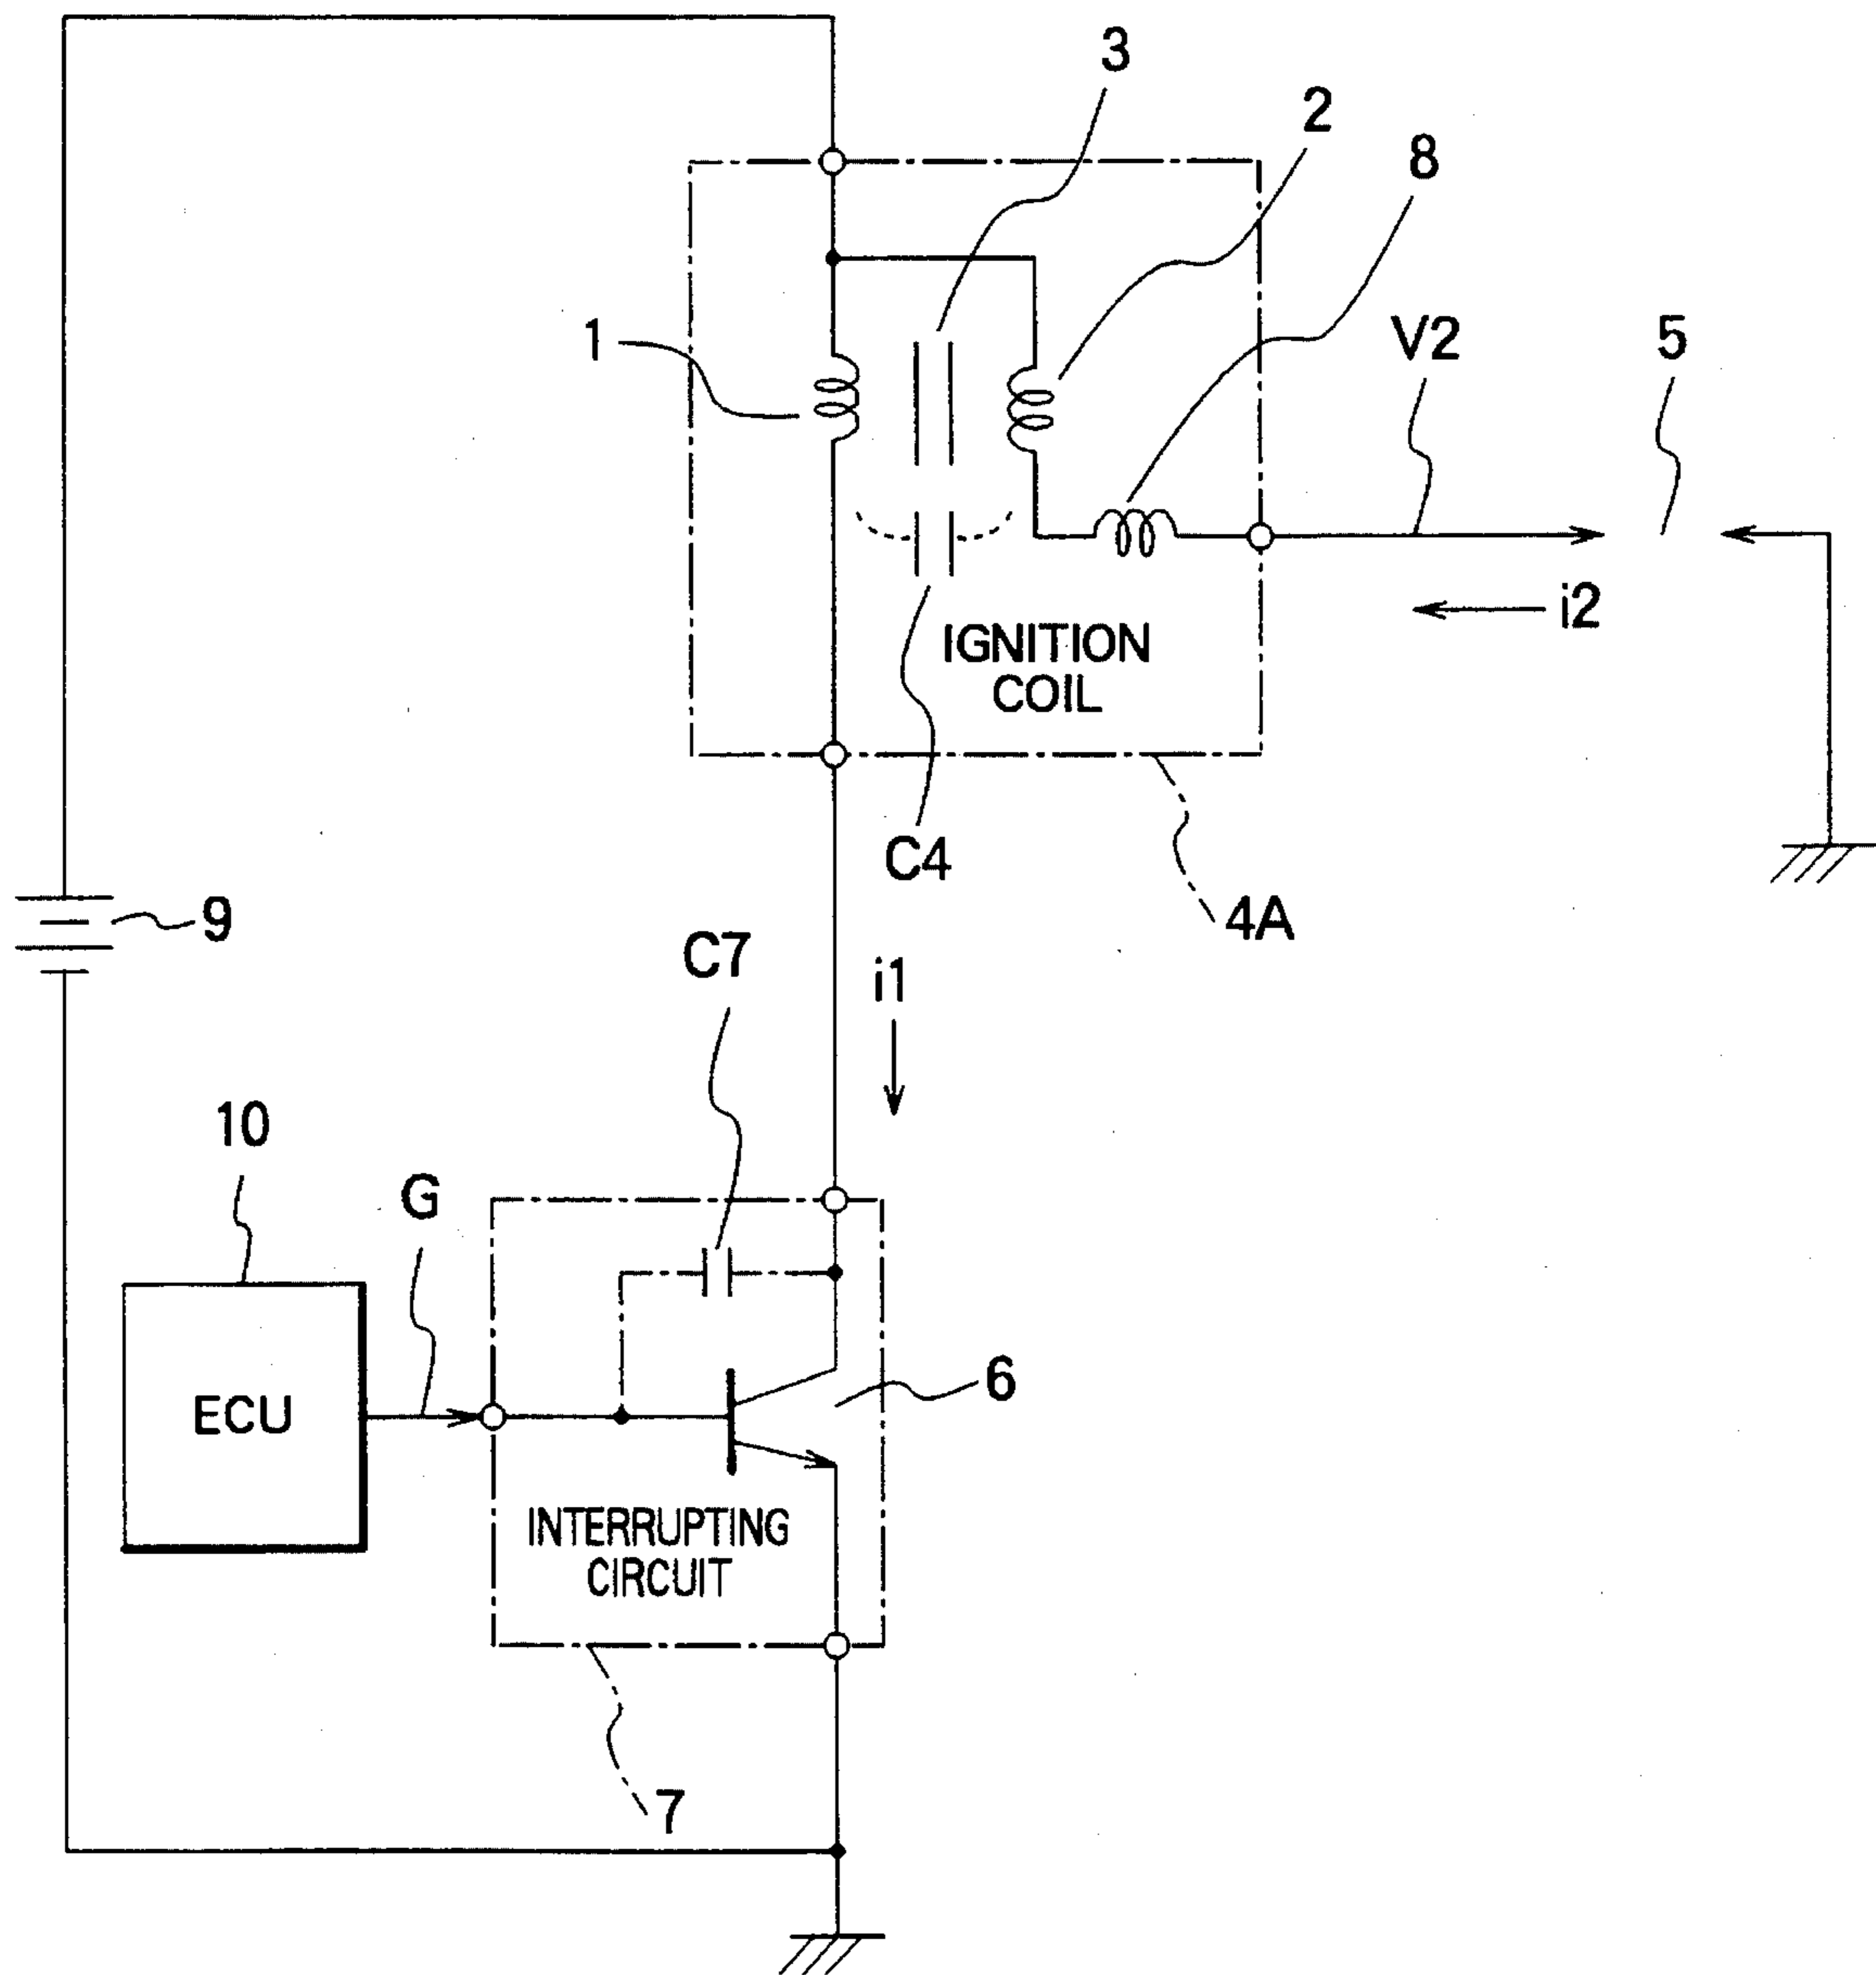 3
2
8
1
V2
5
i2
IGNITION
COIL
C4
4A
9
C7
i1
10
G
6
ECU
INTERRUPTING
CIRCUIT
7